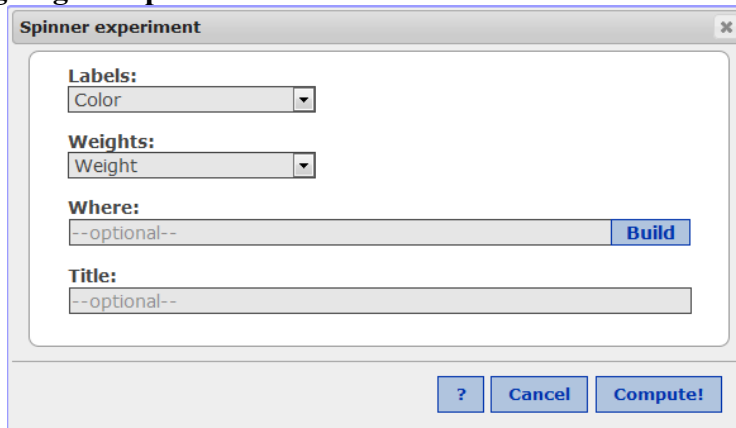 Spinner experiment
Labels:
Color
Weights:
Weight
Where:
--optional--
Build
Title:
--optional--
? Cancel Compute!